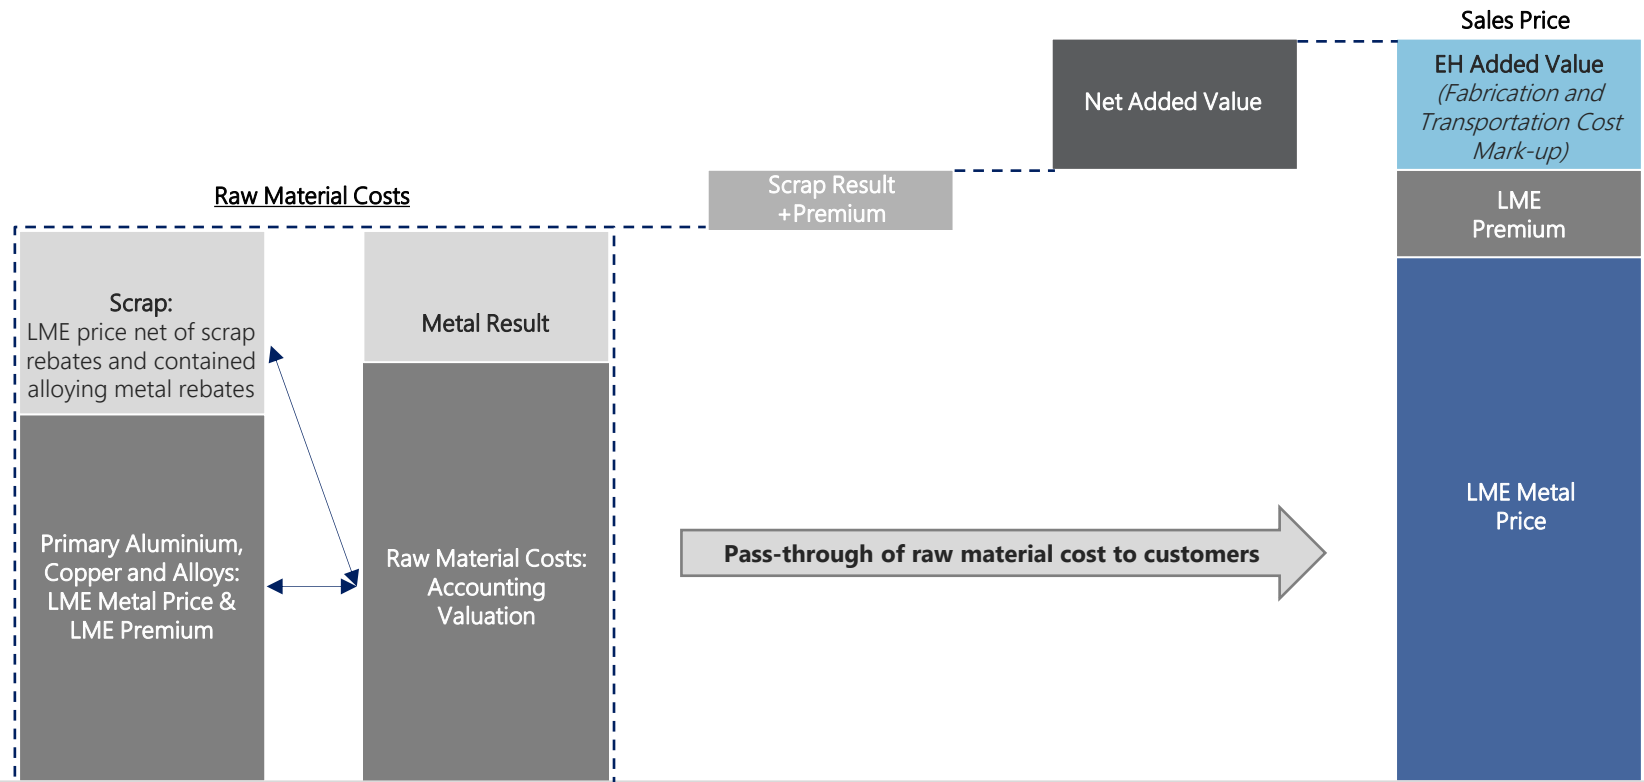 Sales Price
EH Added Value
(Fabrication and
Transportation Cost
Mark-up)
Net Added Value
Scrap Result
+Premium
LME
Premium
Raw Material Costs
Scrap:
LME price net of scrap
rebates and contained
alloying metal rebates
Metal Result
Primary Aluminium,
Copper and Alloys:
LME Metal Price &
LME Premium
Raw Material Costs:
Accounting
Valuation
Pass-through of raw material cost to customers
LME Metal
Price